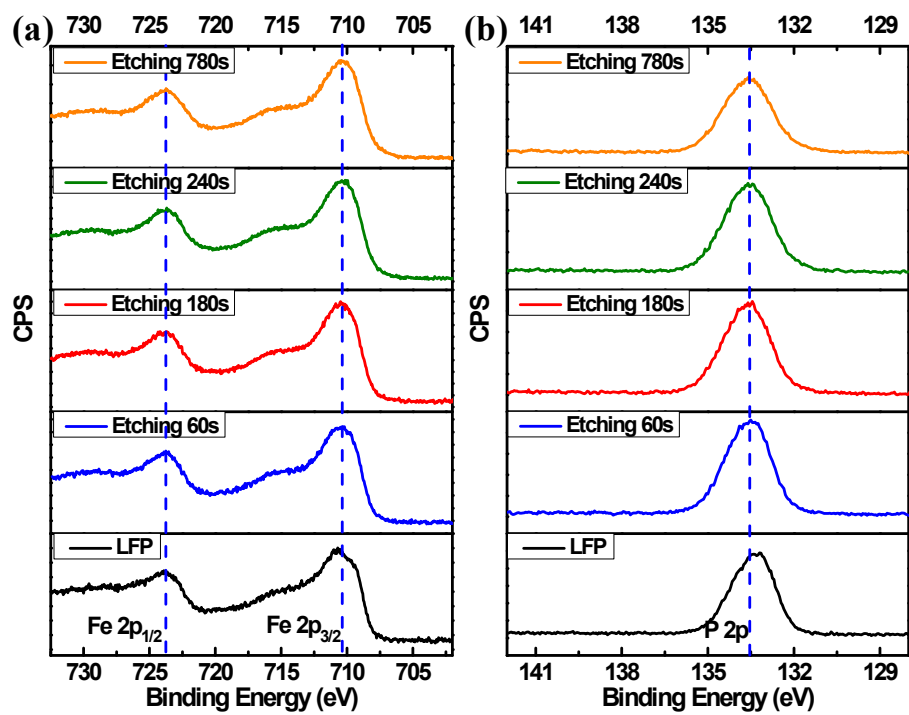 (a)
730 725 720 715 710 705
Etching 780s
Etching 240s
Etching 180s
Etching 60s
LFP
Fe 2p1/2
Fe 2p3/2
CPS
730 725 720 715 710 705
Binding Energy (eV)
(b)
141 138 135 132 129
Etching 780s
Etching 240s
Etching 180s
Etching 60s
LFP
P 2p
CPS
141 138 135 132 129
Binding Energy (eV)